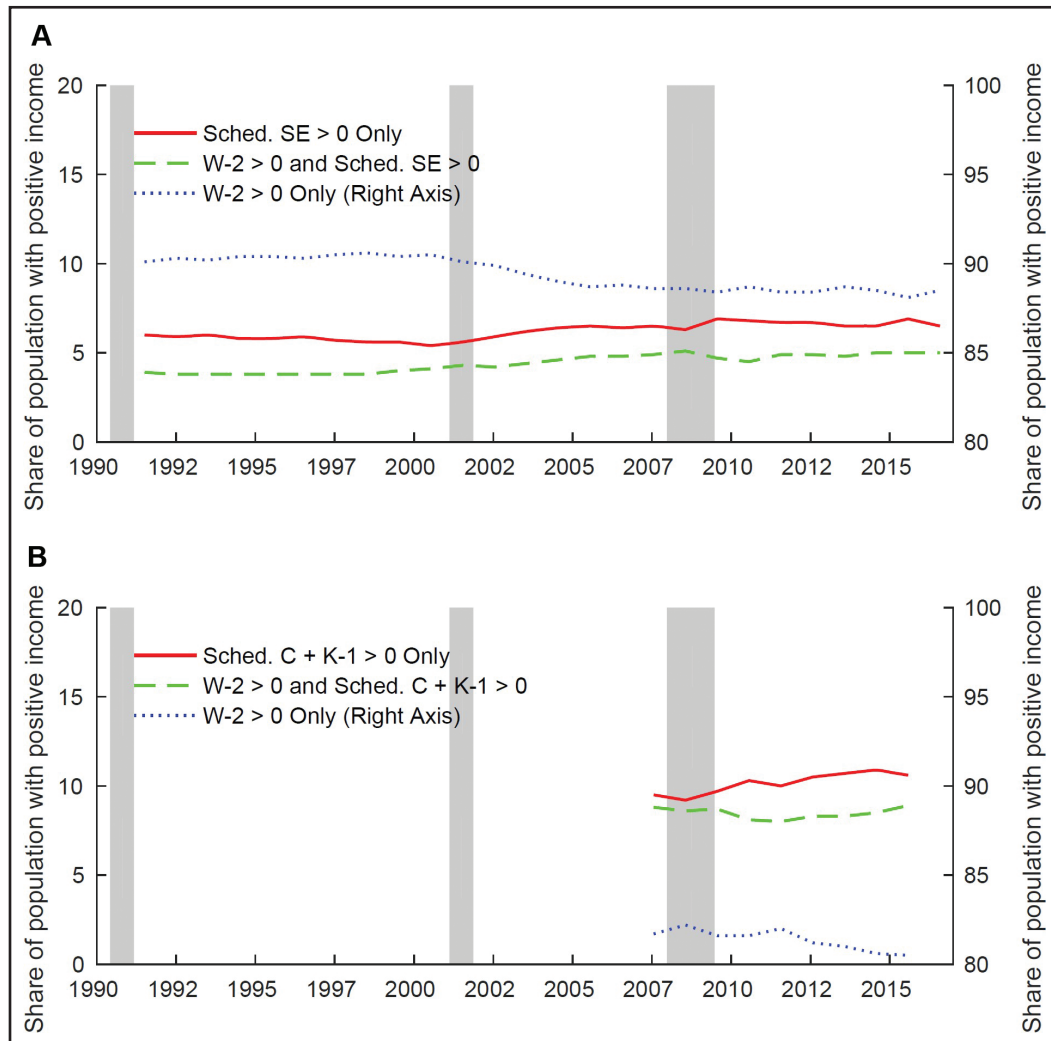 A
Share of population with positive income
20
15
10
5
0
100
95
90
85
80
Share of population with positive income
Sched. SE > 0 Only
W-2 > 0 and Sched. SE > 0
W-2 > 0 Only (Right Axis)
1990 1992 1995 1997 2000 2002 2005 2007 2010 2012 2015
B
Share of population with positive income
20
15
10
5
0
100
95
90
85
80
Share of population with positive income
Sched. C + K-1 > 0 Only
W-2 > 0 and Sched. C + K-1 > 0
W-2 > 0 Only (Right Axis)
1990 1992 1995 1997 2000 2002 2005 2007 2010 2012 2015